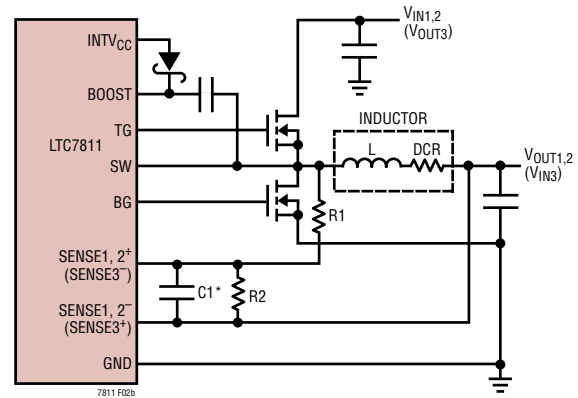 VIN1,2
(VOUT3)
INTVCC
BOOST
INDUCTOR
TG
L
DCR
LTC7811
VOUT1,2
(VIN3)
SW
BG
R1
SENSE1, 2+
(SENSE3−)
C1*
R2
SENSE1, 2−
(SENSE3+)
GND
7811 F02b